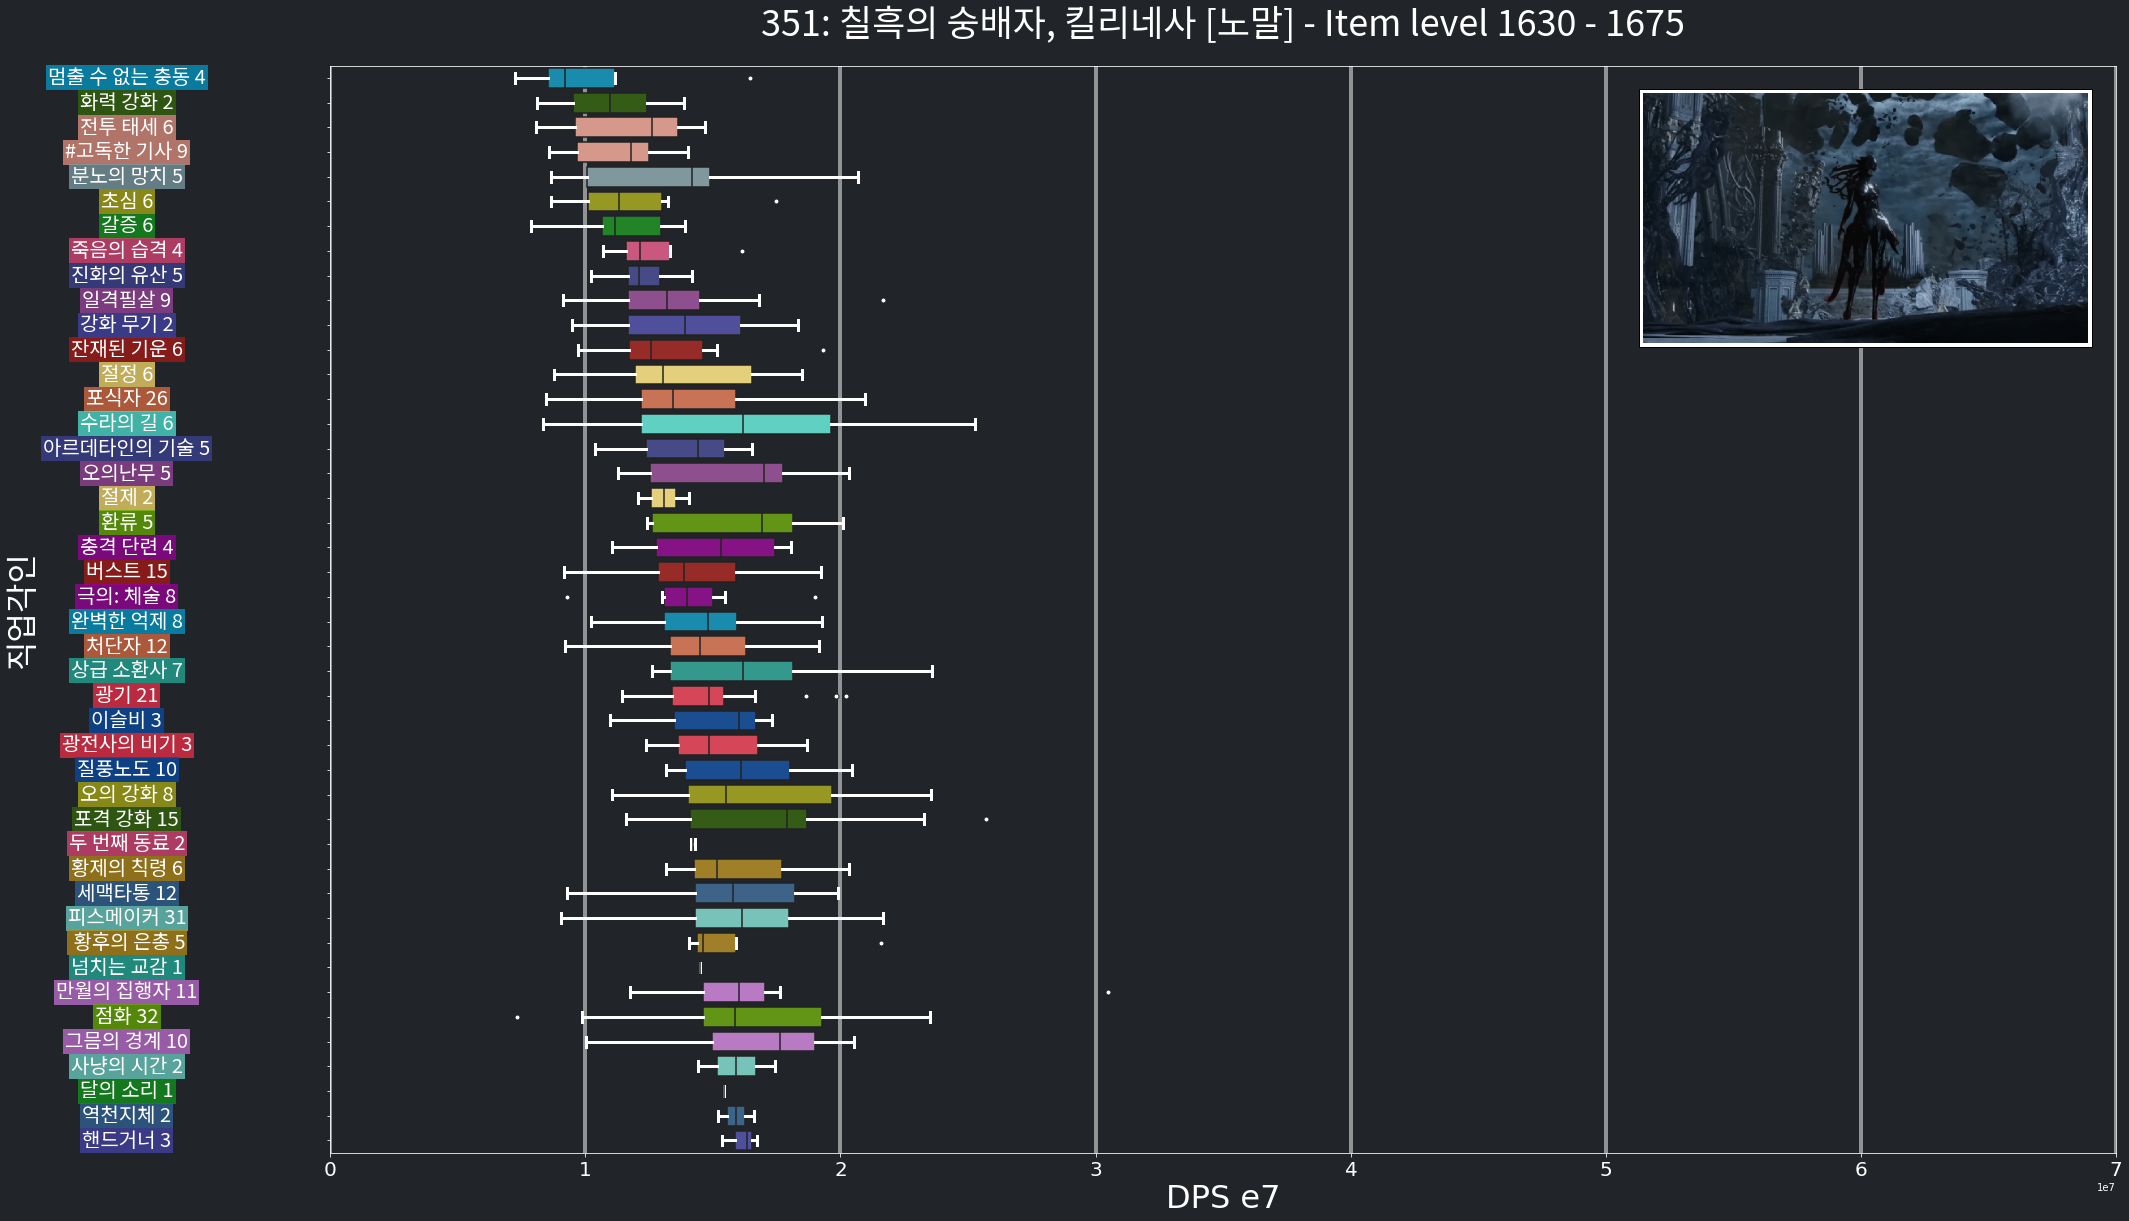 351: 칠흑의 숭배자, 킬리네사 [노말] - Item level 1630 - 1675
멈출 수 없는 충동 4
화력 강화 2
전투 태세 6
#고독한 기사 9
분노의 망치 5
초심 6
갈증 6
죽음의 습격 4
진화의 유산 5
일격필살 9
강화 무기 2
잔재된 기운 6
절정 6
포식자 26
수라의 길 6
아르데타인의 기술 5
오의난무 5
절제 2
환류 5
충격 단련 4
버스트 15
극의: 체술 8
완벽한 억제 8
처단자 12
상급 소환사 7
광기 21
이슬비 3
광전사의 비기 3
질풍노도 10
오의 강화 8
포격 강화 15
두 번째 동료 2
황제의 칙령 6
세맥타통 12
피스메이커 31
황후의 은총 5
넘치는 교감 1
만월의 집행자 11
점화 32
그믐의 경계 10
사냥의 시간 2
달의 소리 1
역천지체 2
핸드거너 3
직업각인
0 1 2 3 4 5 6 7
1e7
DPS e7